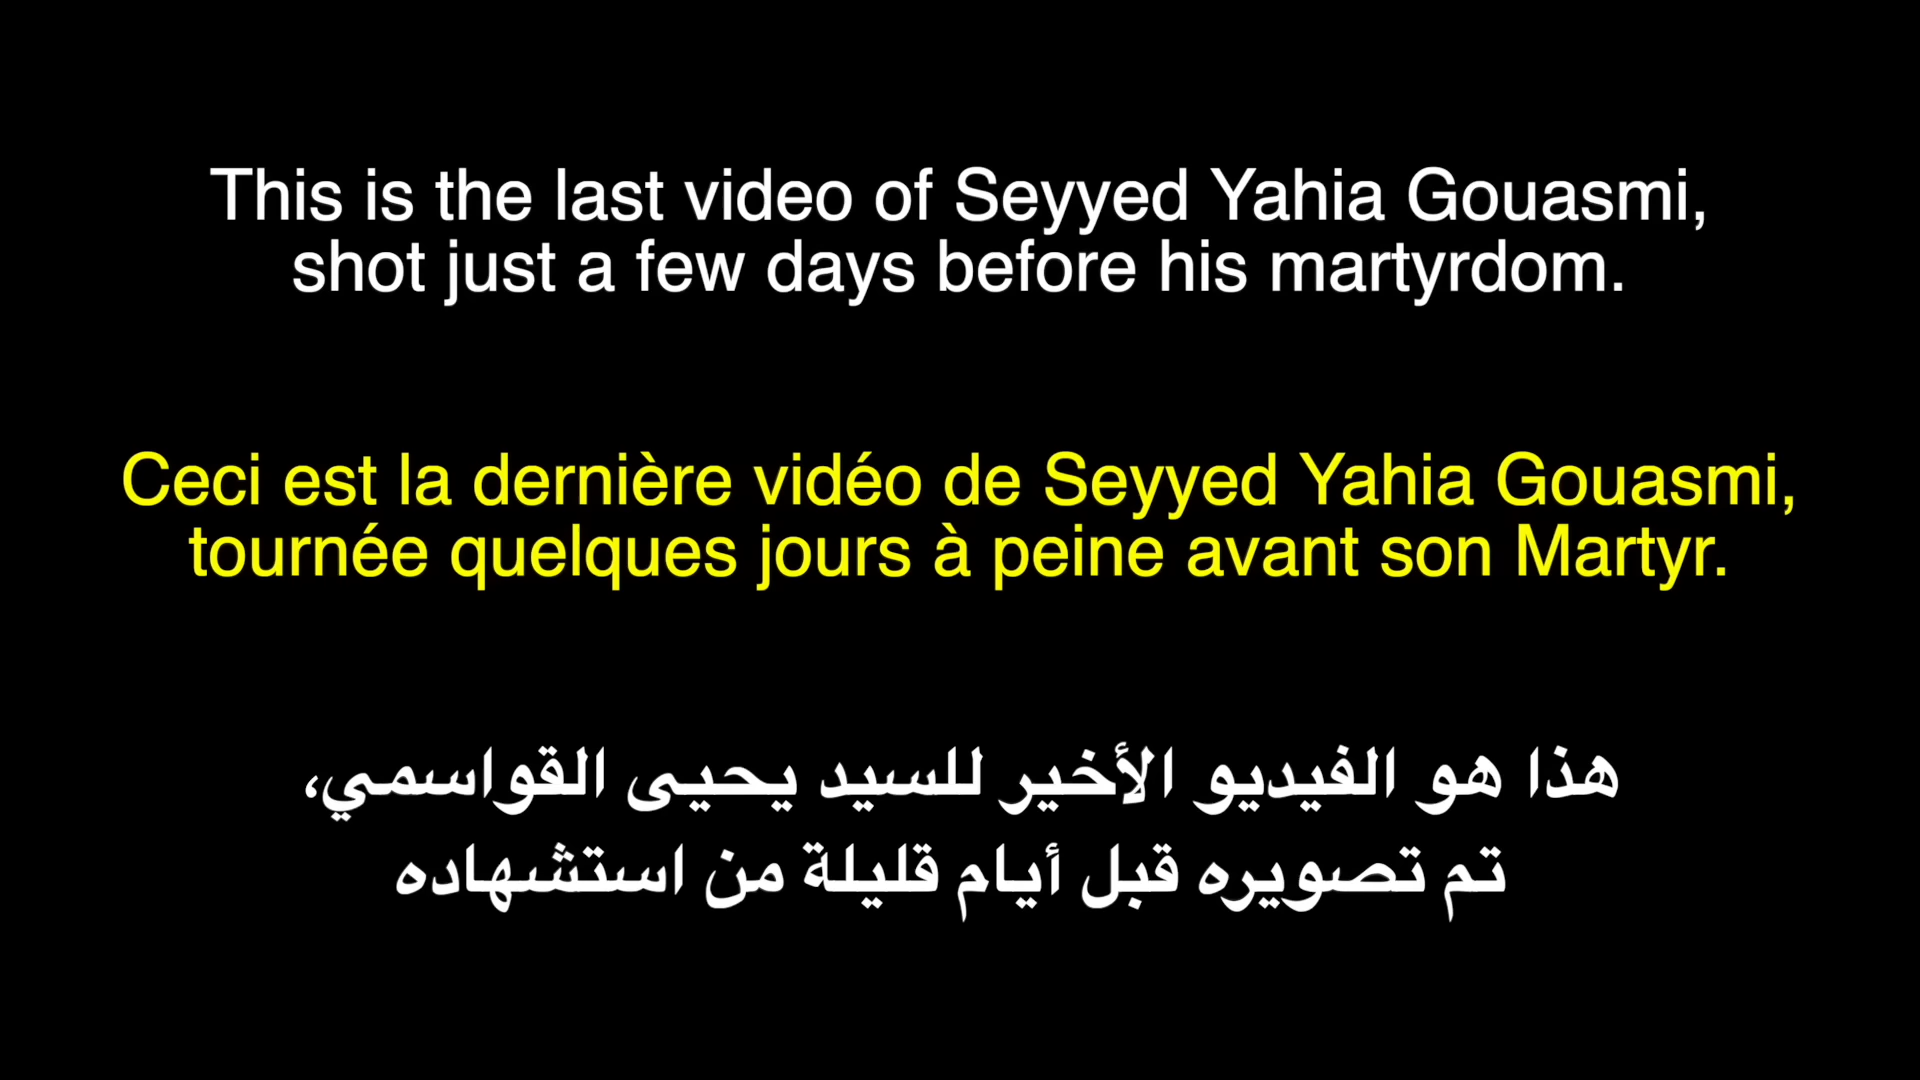 This is the last video of Seyyed Yahia Gouasmi,
shot just a few days before his martyrdom.
Ceci est la dernière vidéo de Seyyed Yahia Gouasmi,
tournée quelques jours à peine avant son Martyr.
هذا هو الفيديو الأخير للسيد يحيى القواسمي،
تم تصويره قبل أيام قليلة من استشهاده